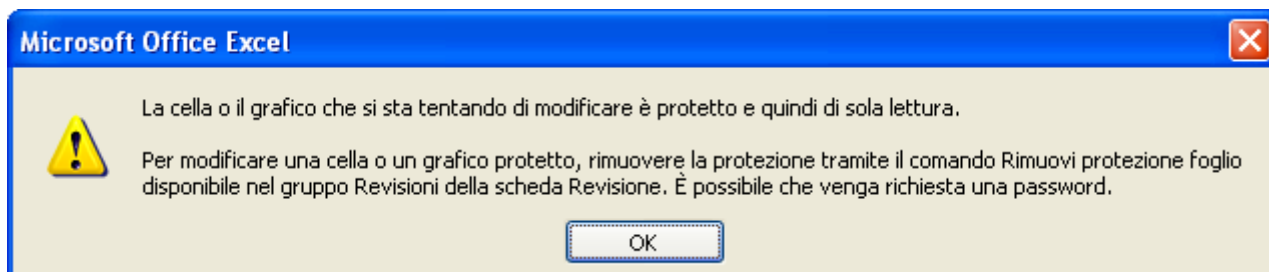 Microsoft Office Excel
La cella o il grafico che si sta tentando di modificare è protetto e quindi di sola lettura.
Per modificare una cella o un grafico protetto, rimuovere la protezione tramite il comando Rimuovi protezione foglio
disponibile nel gruppo Revisioni della scheda Revisione. È possibile che venga richiesta una password.
OK